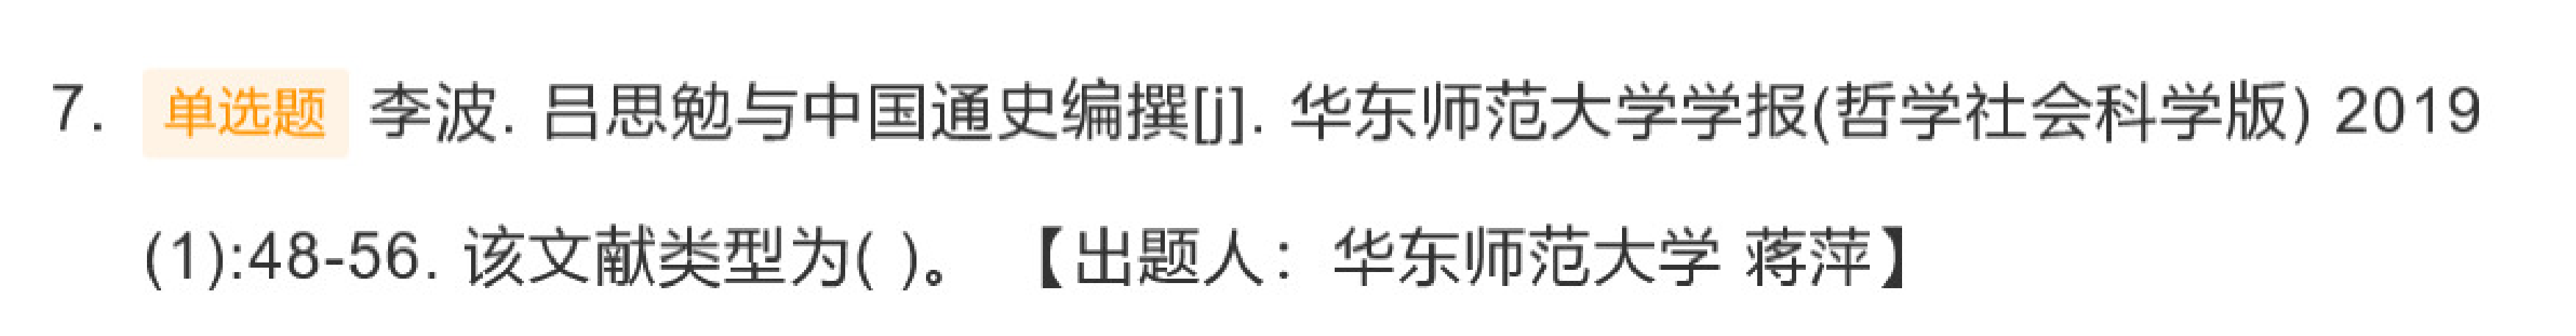 7. 单选题 李波. 吕思勉与中国通史编撰[j]. 华东师范大学学报(哲学社会科学版) 2019
(1):48-56. 该文献类型为( )。 【出题人：华东师范大学 蒋萍】